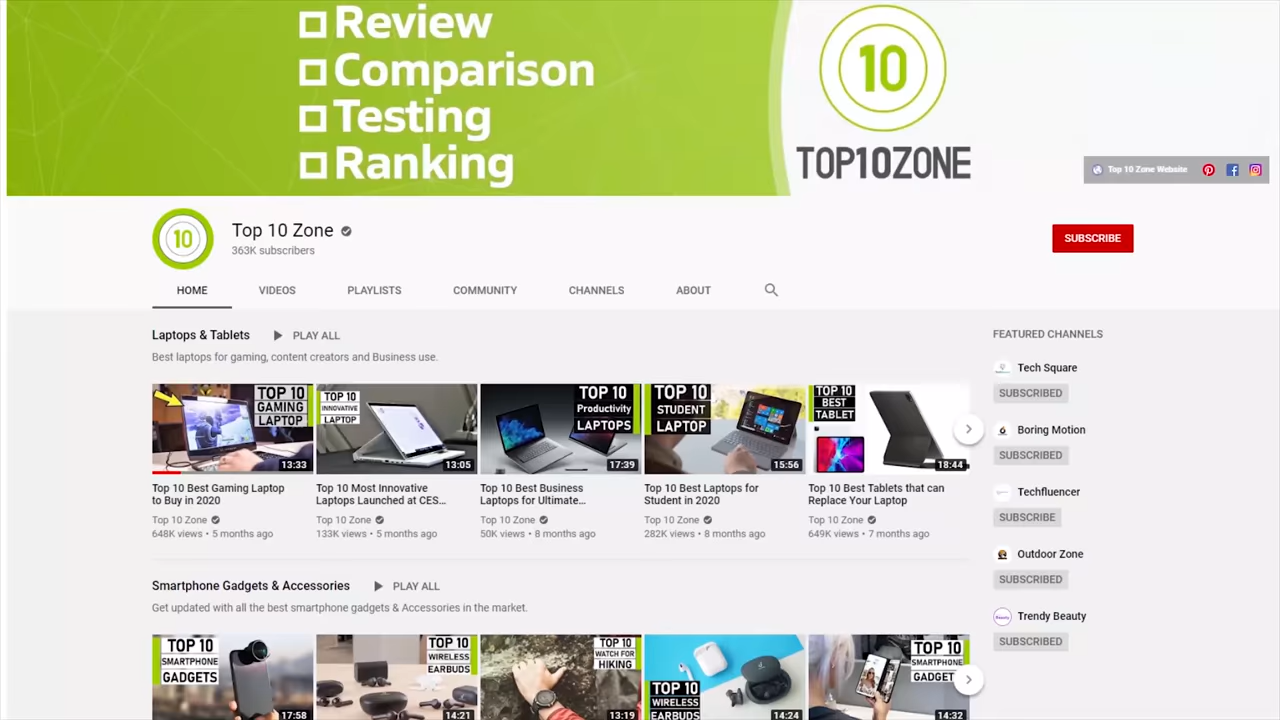 Review
Comparison
Testing
Ranking
10
TOP10ZONE
Top 10 Zone Website
10
Top 10 Zone
363K subscribers
SUBSCRIBE
HOME VIDEOS PLAYLISTS COMMUNITY CHANNELS ABOUT
Laptops & Tablets PLAY ALL
Best laptops for gaming, content creators and Business use.
TOP 10 GAMING LAPTOP 13:33
TOP 10 INNOVATIVE LAPTOP 13:05
TOP 10 Productivity LAPTOPS 17:39
TOP 10 STUDENT LAPTOP 15:56
TOP 10 BEST TABLET 18:44
Top 10 Best Gaming Laptop
to Buy in 2020
Top 10 Zone
648K views • 5 months ago
Top 10 Most Innovative
Laptops Launched at CES...
Top 10 Zone
133K views • 5 months ago
Top 10 Best Business
Laptops for Ultimate...
Top 10 Zone
50K views • 8 months ago
Top 10 Best Laptops for
Student in 2020
Top 10 Zone
282K views • 8 months ago
Top 10 Best Tablets that can
Replace Your Laptop
Top 10 Zone
649K views • 7 months ago
Smartphone Gadgets & Accessories PLAY ALL
Get updated with all the best smartphone gadgets & Accessories in the market.
TOP 10 SMARTPHONE GADGETS 17:58
TOP 10 WIRELESS EARBUDS 14:21
TOP 10 WATCH FOR HIKING 13:19
TOP 10 WIRELESS EARBUDS 14:24
TOP 10 SMARTPHONE GADGET 14:32
FEATURED CHANNELS
Tech Square
SUBSCRIBED
Boring Motion
SUBSCRIBED
Techfluencer
SUBSCRIBE
Outdoor Zone
SUBSCRIBED
Trendy Beauty
SUBSCRIBED